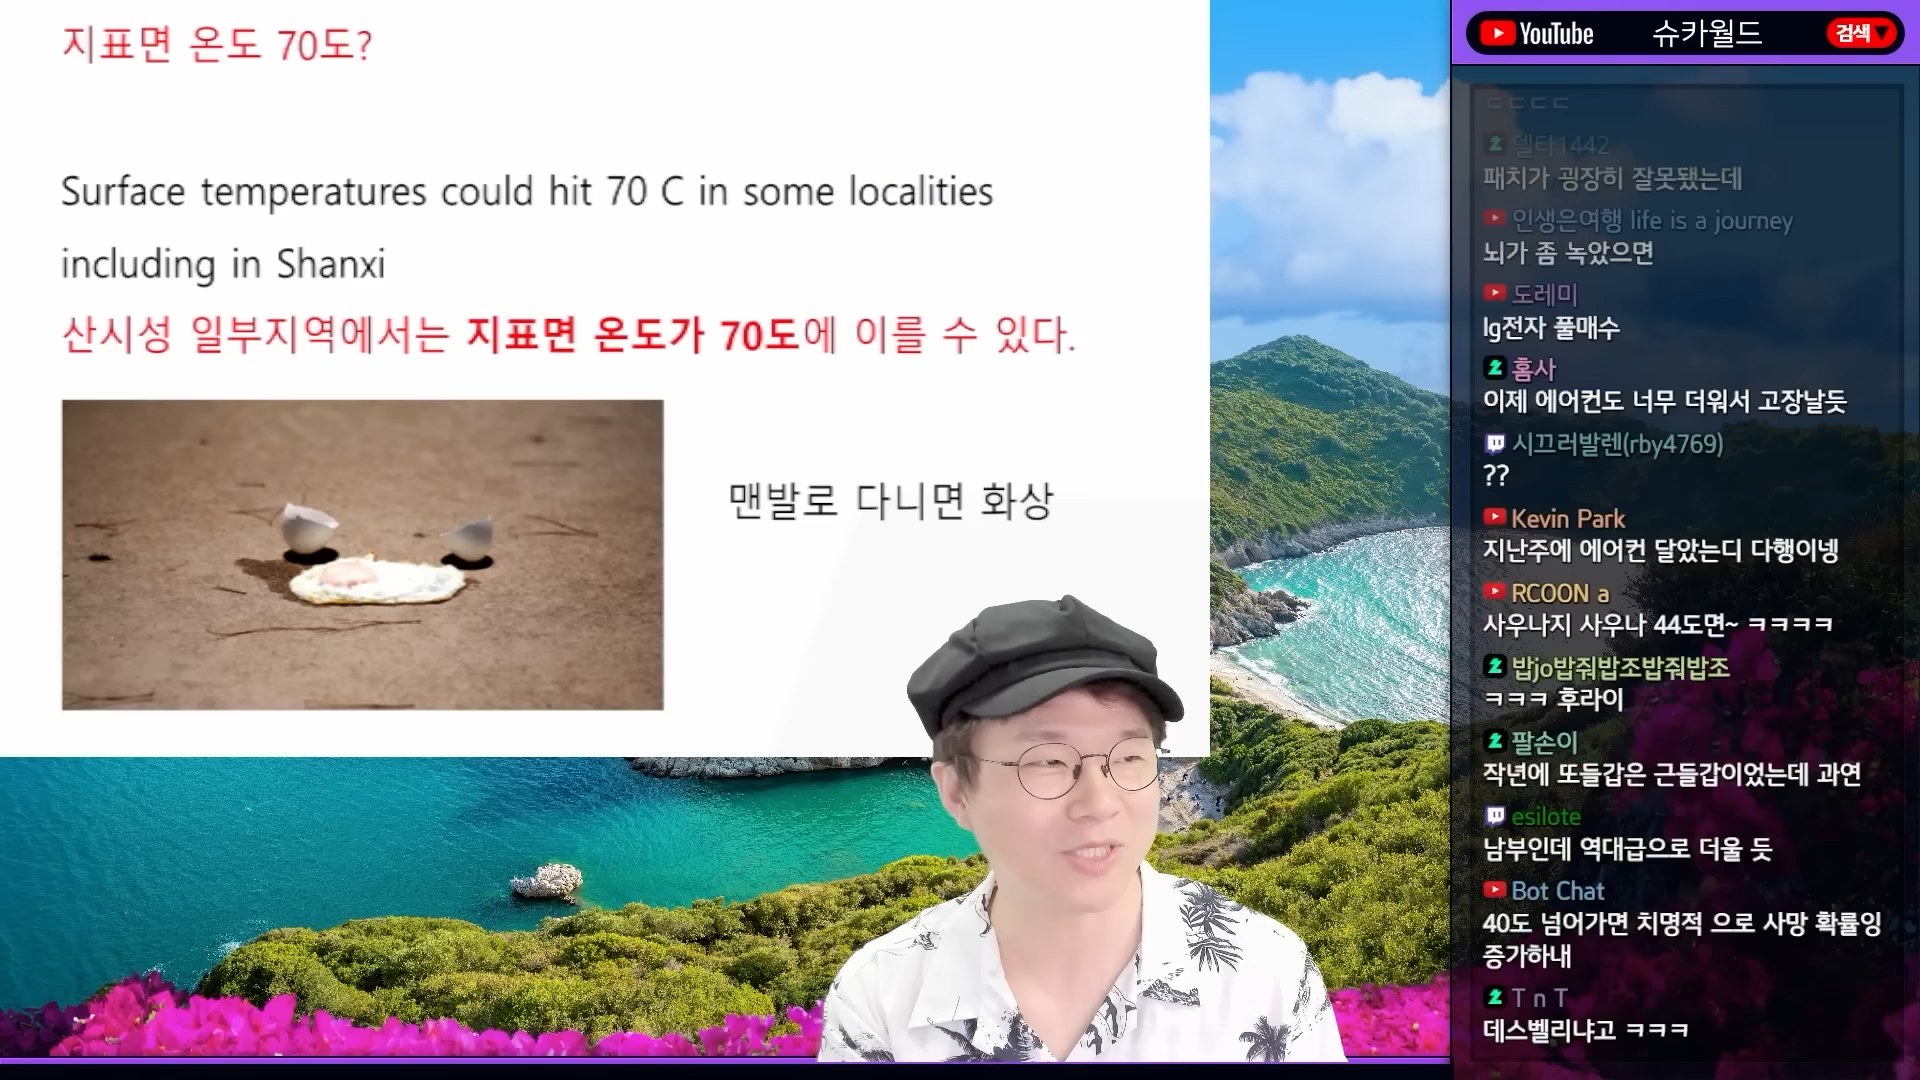 지표면 온도 70도?
Surface temperatures could hit 70 C in some localities
including in Shanxi
산시성 일부지역에서는 지표면 온도가 70도에 이를 수 있다.
맨발로 다니면 화상
YouTube 슈카월드 검색▼
ㄷㄷㄷㄷ
델타1442
패치가 굉장히 잘못됐는데
인생은여행 life is a journey
뇌가 좀 녹았으면
도레미
lg전자 풀매수
홈사
이제 에어컨도 너무 더워서 고장날듯
시끄러발렌(rby4769)
??
Kevin Park
지난주에 에어컨 달았는디 다행이넹
RCOON a
사우나지 사우나 44도면~ ㅋㅋㅋㅋ
밥jo밥줘밥조밥줘밥조
ㅋㅋㅋ 후라이
팔손이
작년에 또들갑은 근들갑이었는데 과연
esilote
남부인데 역대급으로 더울 듯
Bot Chat
40도 넘어가면 치명적 으로 사망 확률잉
증가하내
T n T
데스벨리냐고 ㅋㅋㅋ